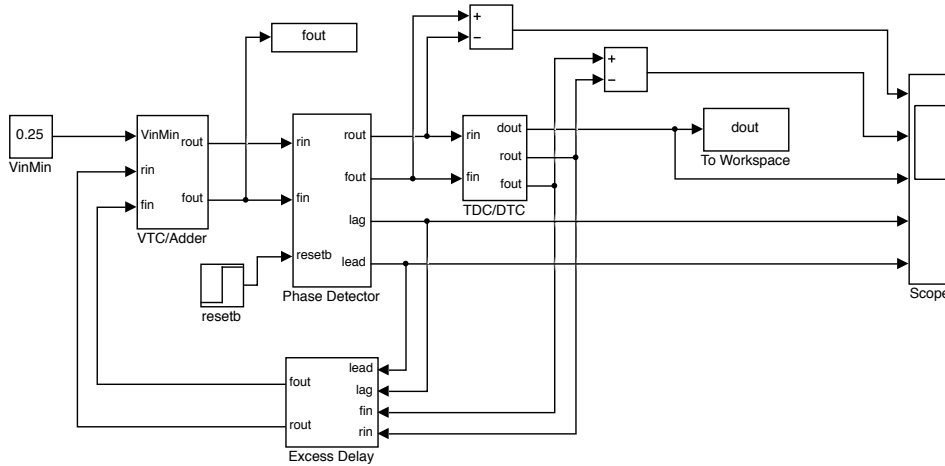 fout
+
−
+
−
0.25
VinMin
VinMin
rin
fin
rout
fout
VTC/Adder
rin
fin
resetb
rout
fout
lag
lead
Phase Detector
resetb
rin
fin
dout
rout
fout
TDC/DTC
dout
To Workspace
Scope
fout
rout
lead
lag
fin
rin
Excess Delay